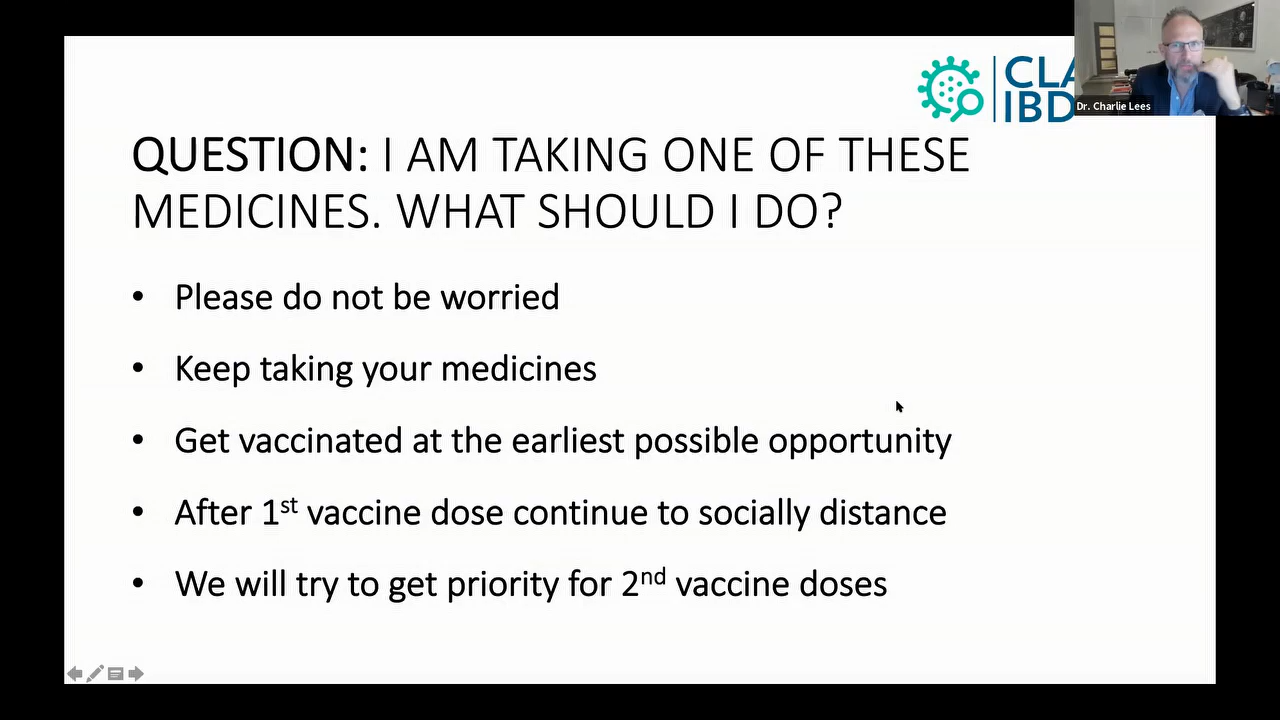 CLA
IBD
Dr. Charlie Lees
QUESTION: I AM TAKING ONE OF THESE
MEDICINES. WHAT SHOULD I DO?
• Please do not be worried
• Keep taking your medicines
• Get vaccinated at the earliest possible opportunity
• After 1st vaccine dose continue to socially distance
• We will try to get priority for 2nd vaccine doses